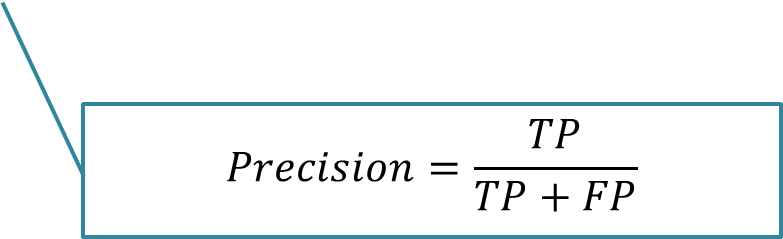 Precision = TP / TP + FP